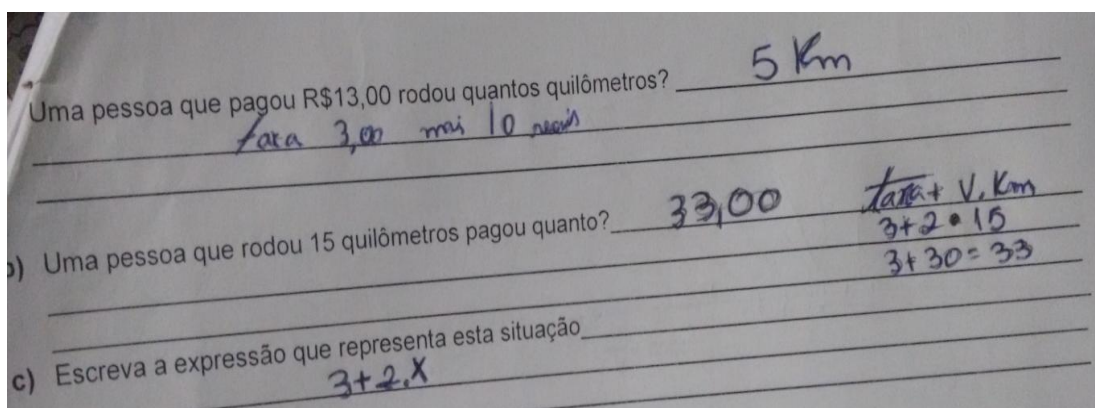 Uma pessoa que pagou R$13,00 rodou quantos quilômetros? 5 Km
taxa 3,00 mai 10 reais
b) Uma pessoa que rodou 15 quilômetros pagou quanto? 33,00
taxa + V. Km
3+2•15
3+30=33
c) Escreva a expressão que representa esta situação
3+2.X